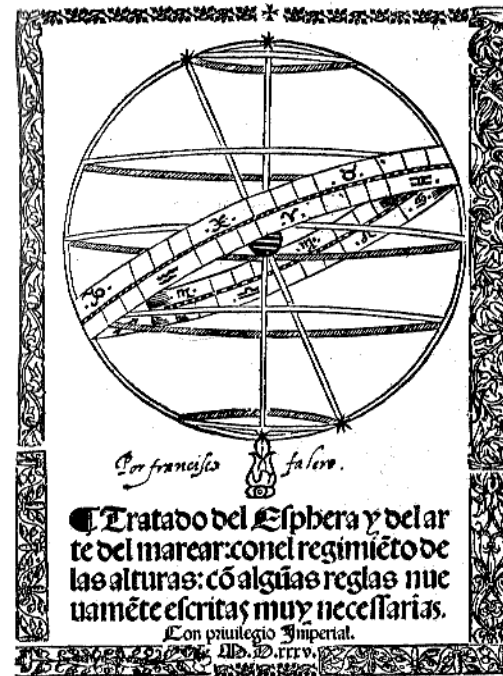 Por francisco falero.
¶ Tratado del Esphera y del ar
te del marear: con el regimiẽto de
las alturas: cõ algũas reglas nue
uamẽte escritas muy necessarias.
Con priuilegio Imperial.
M.D.xxxv.